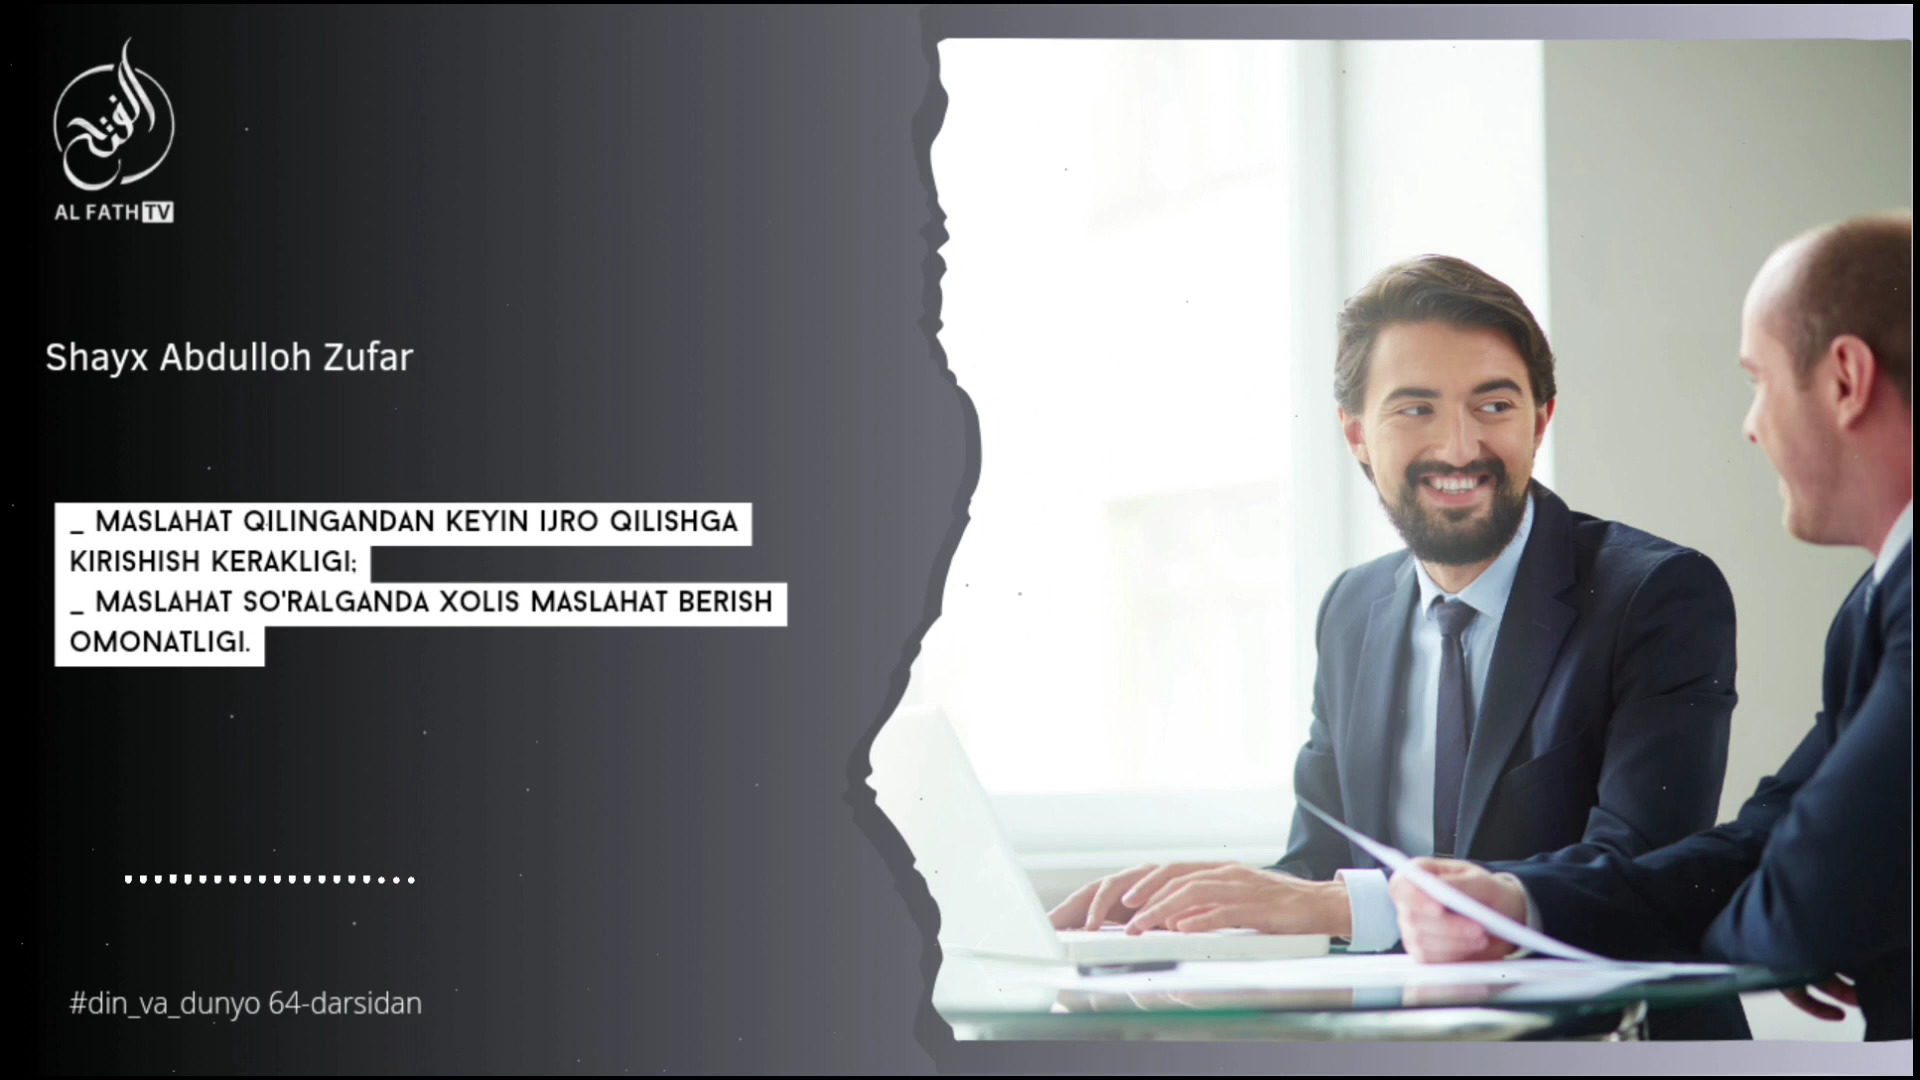 الفتح
AL FATH TV
Shayx Abdulloh Zufar
_ MASLAHAT QILINGANDAN KEYIN IJRO QILISHGA
KIRISHISH KERAKLIGI;
_ MASLAHAT SO'RALGANDA XOLIS MASLAHAT BERISH
OMONATLIGI.
#din_va_dunyo 64-darsidan